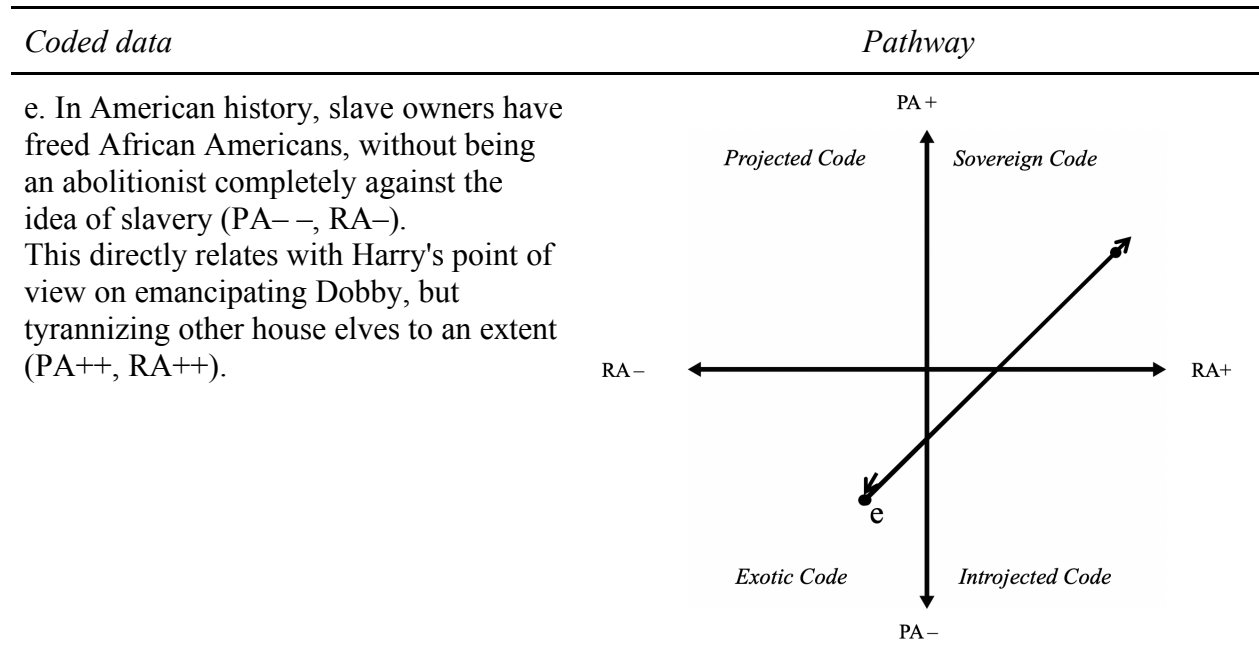 Coded data
Pathway
e. In American history, slave owners have
freed African Americans, without being
an abolitionist completely against the
idea of slavery (PA– –, RA–).
This directly relates with Harry's point of
view on emancipating Dobby, but
tyrannizing other house elves to an extent
(PA++, RA++).
PA +
Projected Code
Sovereign Code
RA –
RA+
e
Exotic Code
Introjected Code
PA –